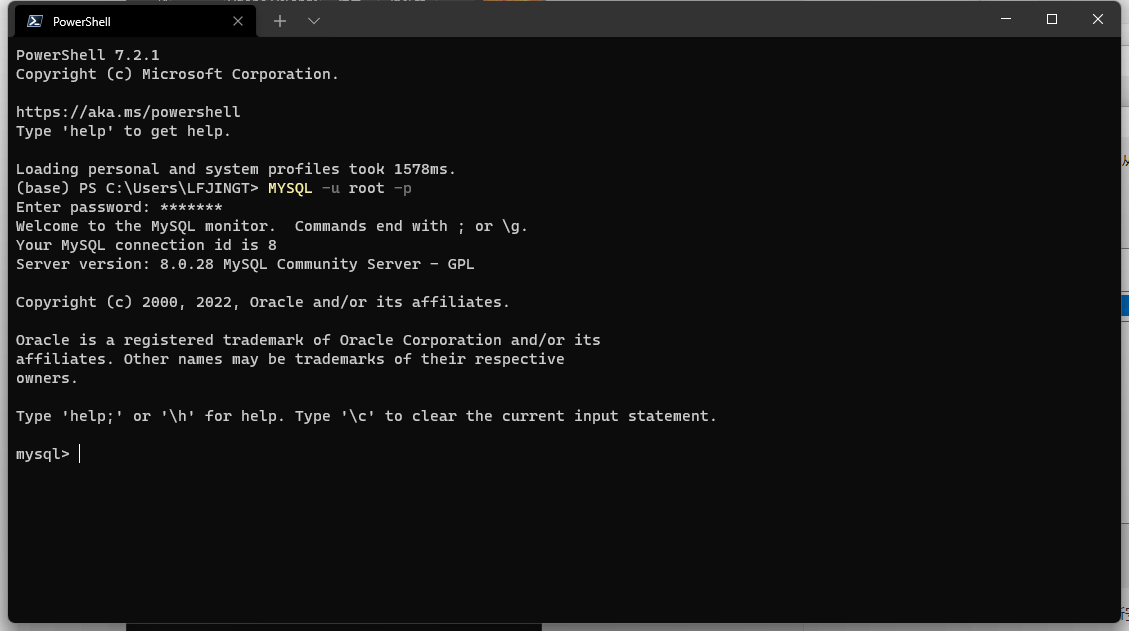 PowerShell
PowerShell 7.2.1
Copyright (c) Microsoft Corporation.
https://aka.ms/powershell
Type 'help' to get help.
Loading personal and system profiles took 1578ms.
(base) PS C:\Users\LFJINGT> MYSQL -u root -p
Enter password: *******
Welcome to the MySQL monitor.  Commands end with ; or \g.
Your MySQL connection id is 8
Server version: 8.0.28 MySQL Community Server - GPL
Copyright (c) 2000, 2022, Oracle and/or its affiliates.
Oracle is a registered trademark of Oracle Corporation and/or its
affiliates. Other names may be trademarks of their respective
owners.
Type 'help;' or '\h' for help. Type '\c' to clear the current input statement.
mysql>